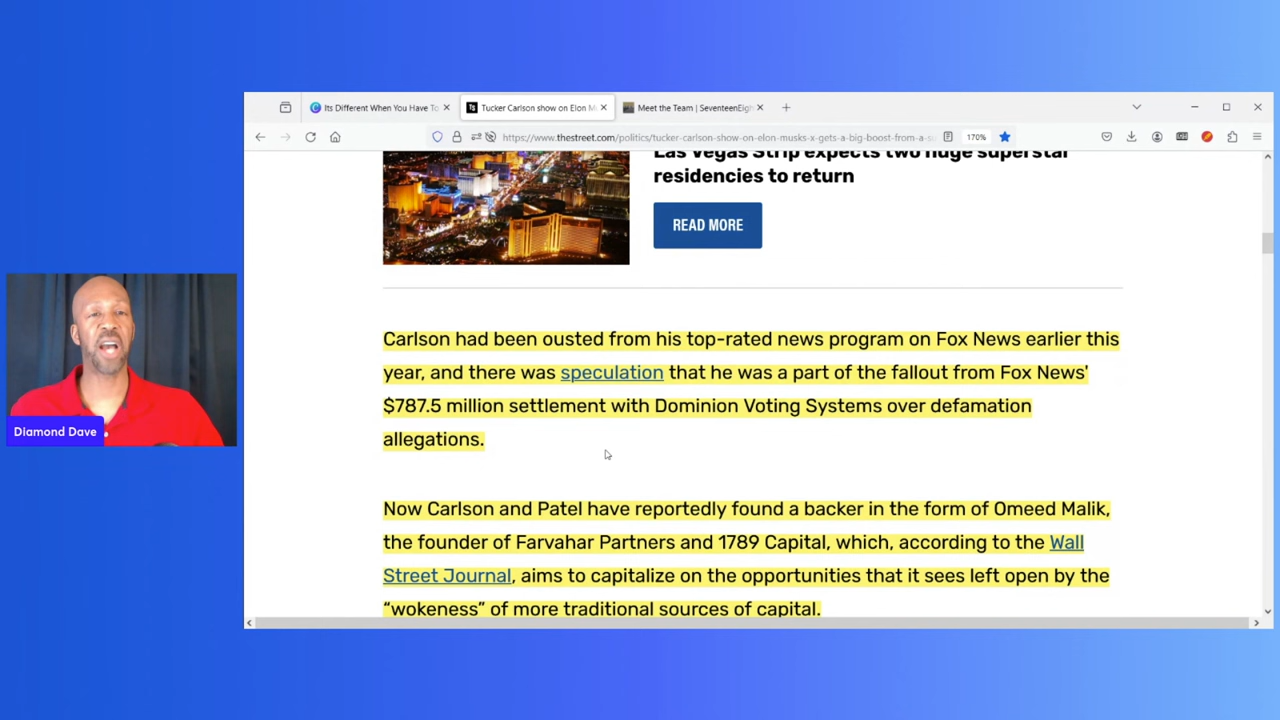 Its Different When You Have To
Tucker Carlson show on Elon M
Meet the Team | SeventeenEigh
https://www.thestreet.com/politics/tucker-carlson-show-on-elon-musks-x-gets-a-big-boost-from-a-s
170%
Las Vegas Strip expects two huge superstar
residencies to return
READ MORE
Carlson had been ousted from his top-rated news program on Fox News earlier this
year, and there was speculation that he was a part of the fallout from Fox News'
$787.5 million settlement with Dominion Voting Systems over defamation
allegations.
Diamond Dave
Now Carlson and Patel have reportedly found a backer in the form of Omeed Malik,
the founder of Farvahar Partners and 1789 Capital, which, according to the Wall
Street Journal, aims to capitalize on the opportunities that it sees left open by the
“wokeness” of more traditional sources of capital.